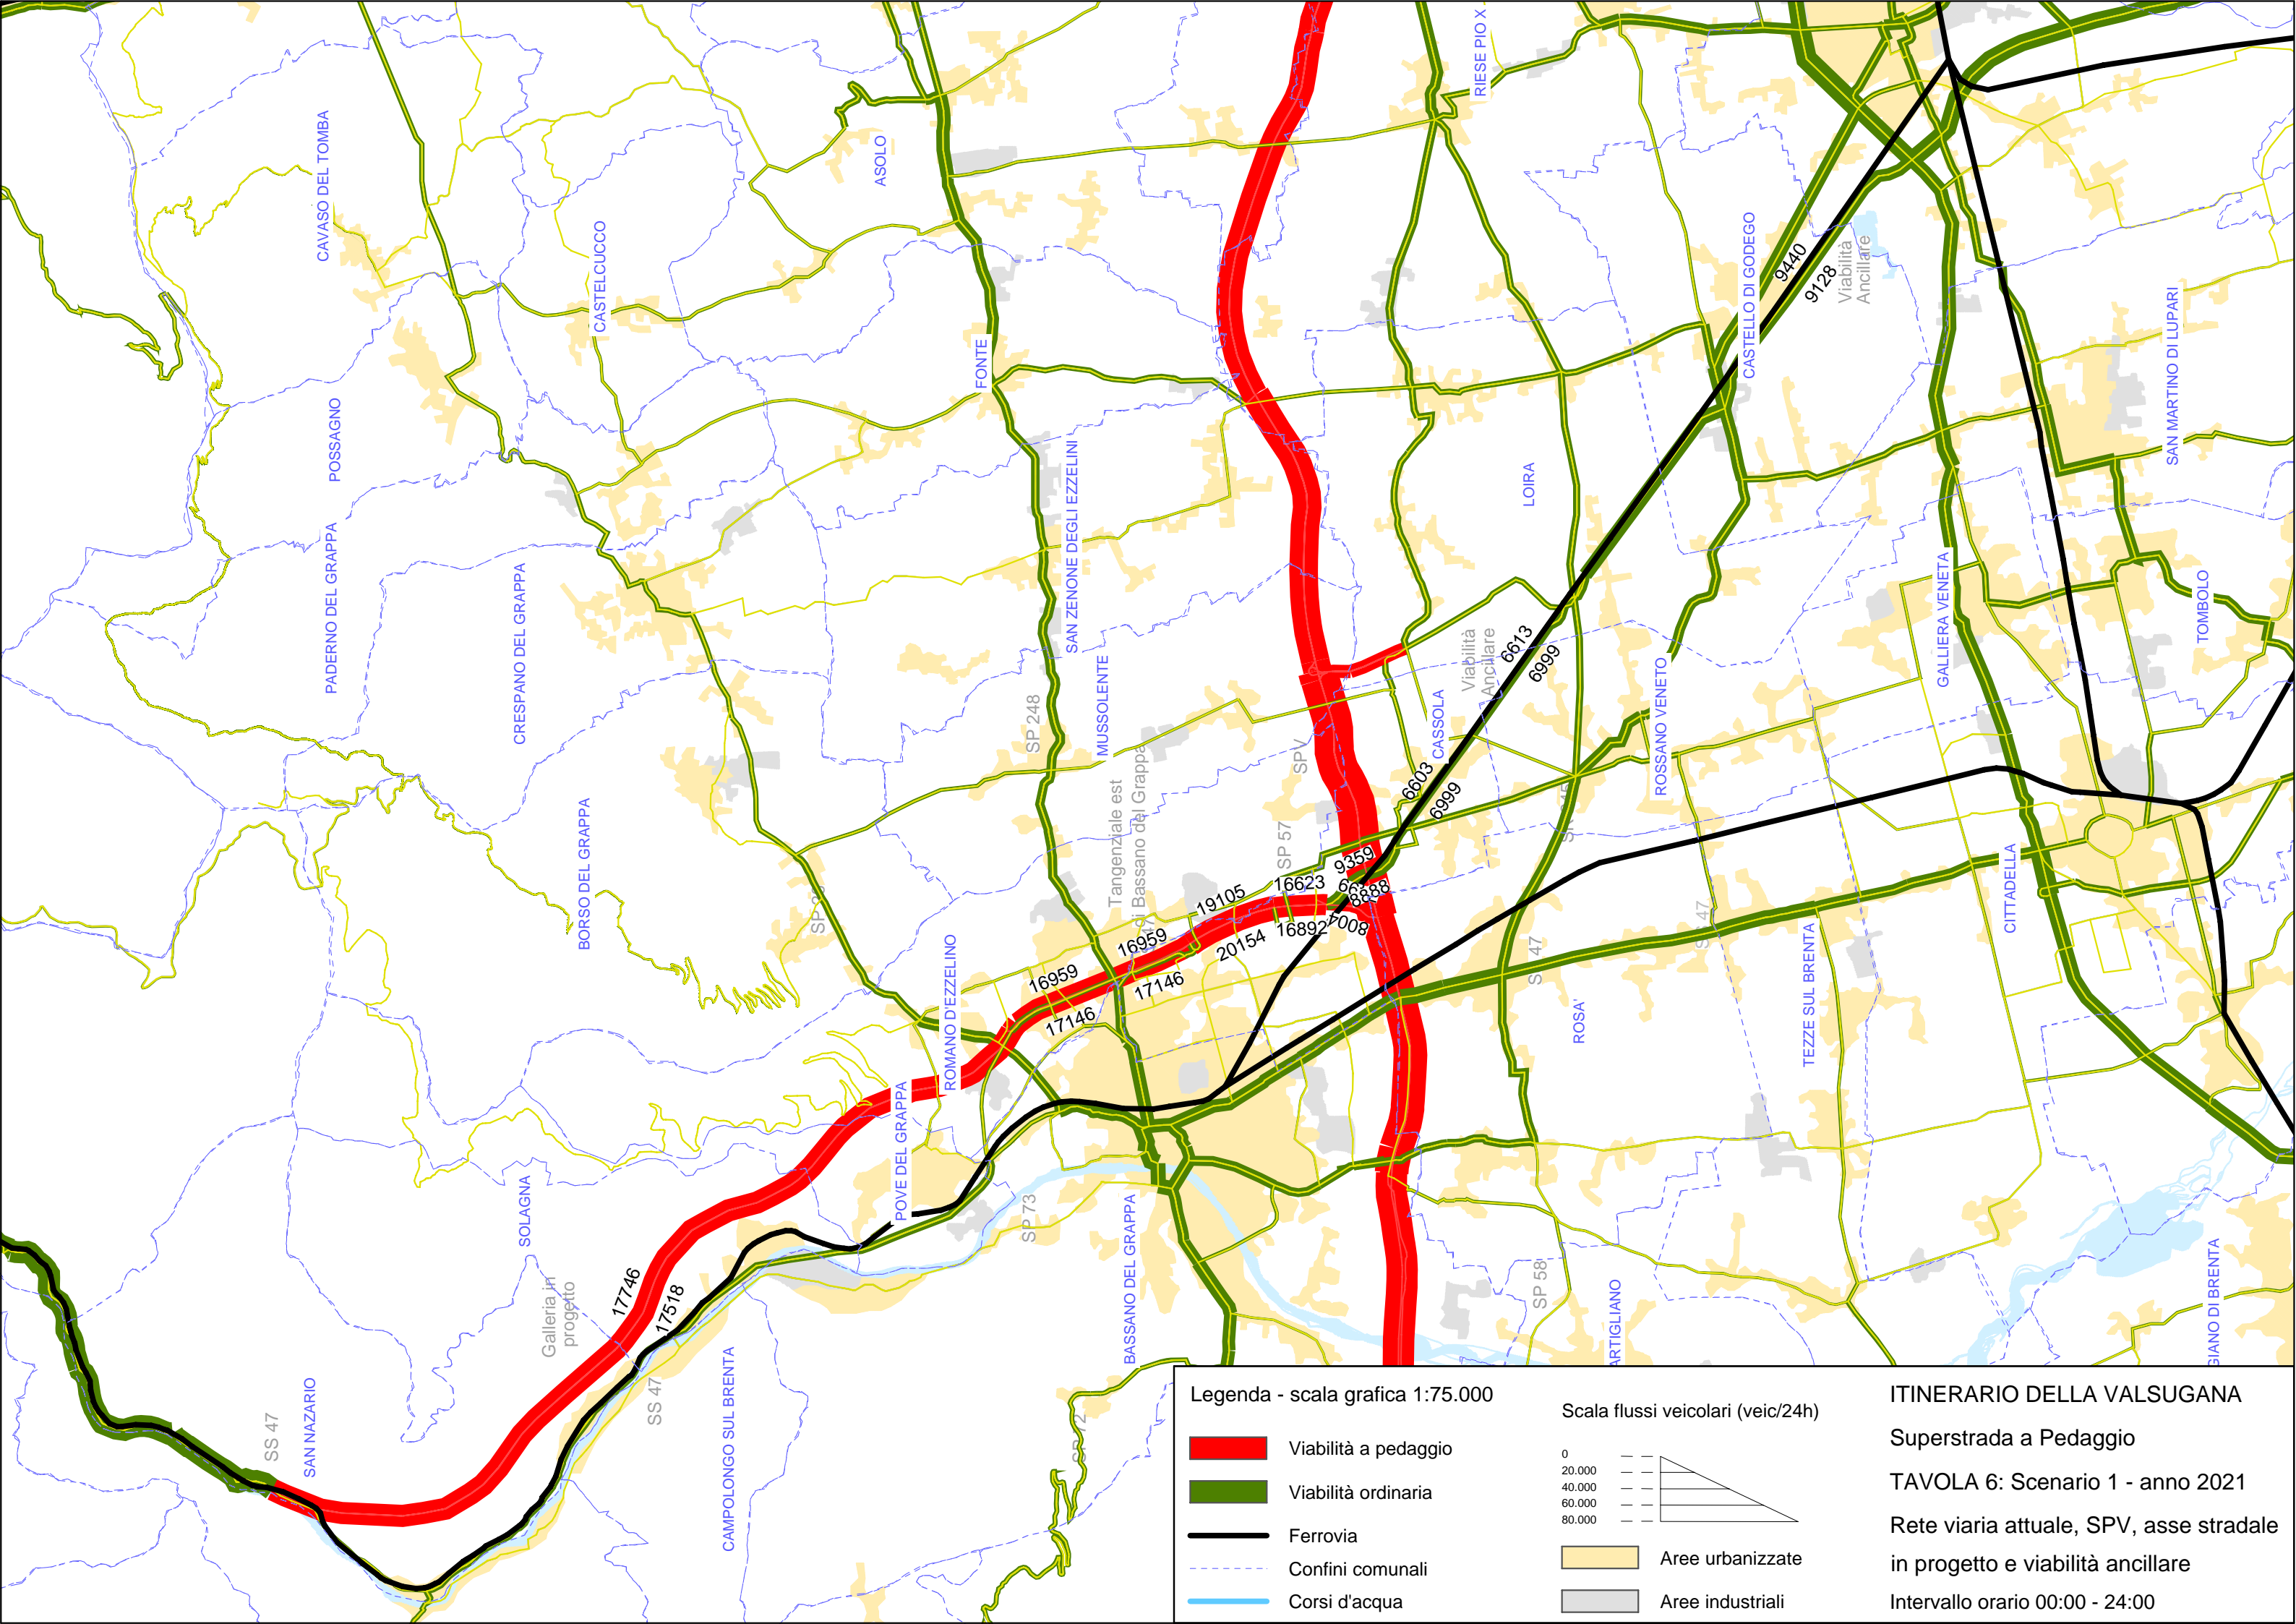 RIESE PIO X
CAVASO DEL TOMBA
ASOLO
CASTELCUCCO
CASTELLO DI GODEGO
9440
9128
Viabilità
Ancillare
SAN MARTINO DI LUPARI
FONTE
POSSAGNO
SAN ZENONE DEGLI EZZELINI
LOIRA
PADERNO DEL GRAPPA
CRESPANO DEL GRAPPA
GALLIERA VENETA
TOMBOLO
MUSSOLENTE
SP 248
Viabilità
Ancillare
6613
6999
ROSSANO VENETO
CASSOLA
SPV
6603
6999
Tangenziale est
di Bassano del Grappa
SP 57
BORSO DEL GRAPPA
CITTADELLA
9359
8888
16623
19105
16892
8004
20154
16959
17146
16959
17146
SS 47
TEZZE SUL BRENTA
ROSA'
ROMANO D'EZZELINO
POVE DEL GRAPPA
SOLAGNA
SP 73
BASSANO DEL GRAPPA
SP 58
ARTIGLIANO
GIANO DI BRENTA
17746
17518
Galleria in
progetto
SS 47
SAN NAZARIO
SS 47
CAMPOLONGO SUL BRENTA
SP 72
Legenda - scala grafica 1:75.000
Viabilità a pedaggio
Viabilità ordinaria
Ferrovia
Confini comunali
Corsi d'acqua
Scala flussi veicolari (veic/24h)
0
20.000
40.000
60.000
80.000
Aree urbanizzate
Aree industriali
ITINERARIO DELLA VALSUGANA
Superstrada a Pedaggio
TAVOLA 6: Scenario 1 - anno 2021
Rete viaria attuale, SPV, asse stradale
in progetto e viabilità ancillare
Intervallo orario 00:00 - 24:00